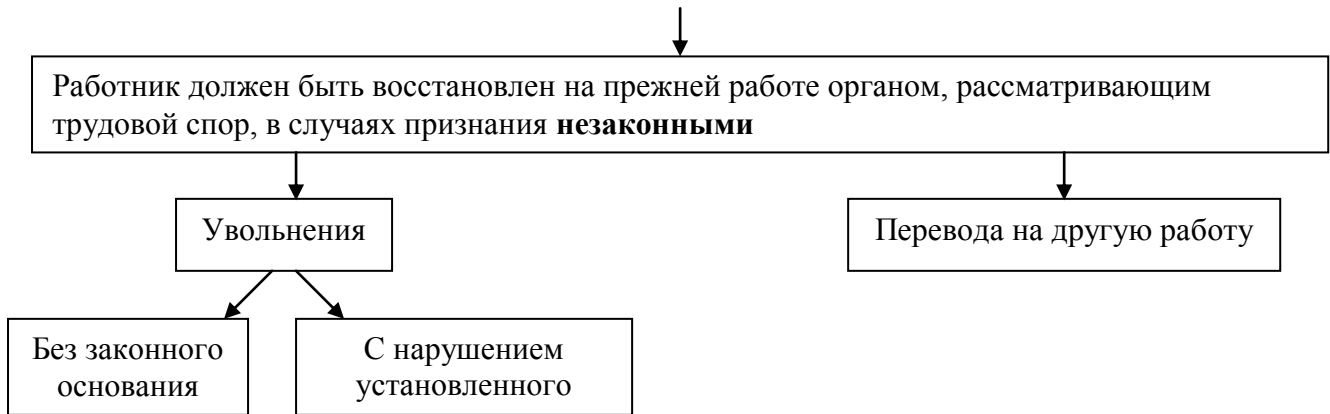 Работник должен быть восстановлен на прежней работе органом, рассматривающим
трудовой спор, в случаях признания незаконными
Увольнения
Перевода на другую работу
Без законного
основания
С нарушением
установленного